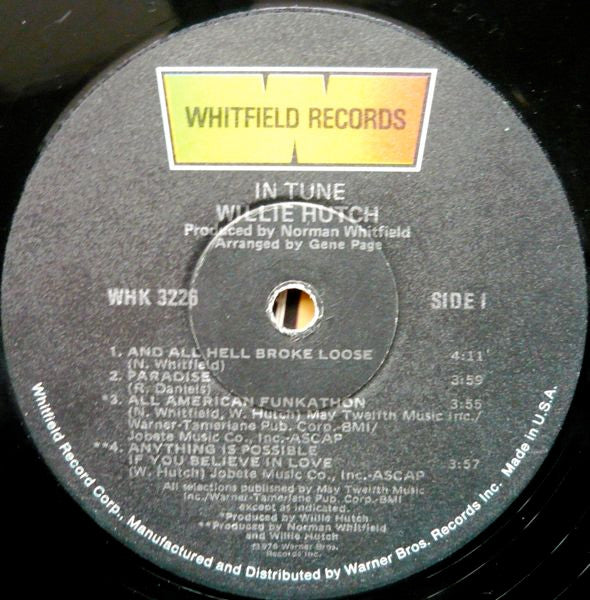 WHITFIELD RECORDS
IN TUNE
WILLIE HUTCH
Produced by Norman Whitfield
Arranged by Gene Page
WHK 3226
SIDE I
1. AND ALL HELL BROKE LOOSE 4:11
(N. Whitfield)
2. PARADISE 3:59
(R. Daniels)
*3. ALL AMERICAN FUNKATHON 3:55
(N. Whitfield, W. Hutch) May Twelfth Music Inc./
Warner-Tamerlane Pub. Corp.-BMI/
Jobete Music Co., Inc.-ASCAP
**4. ANYTHING IS POSSIBLE
IF YOU BELIEVE IN LOVE 3:57
(W. Hutch) Jobete Music Co., Inc.-ASCAP
All selections published by May Twelfth Music
Inc./Warner-Tamerlane Pub. Corp.-BMI
except as indicated.
*Produced by Willie Hutch
**Produced by Norman Whitfield
and Willie Hutch
Warner Bros.
Records Inc.
Whitfield Record Corp., Manufactured and Distributed by Warner Bros. Records Inc. Made in U.S.A.